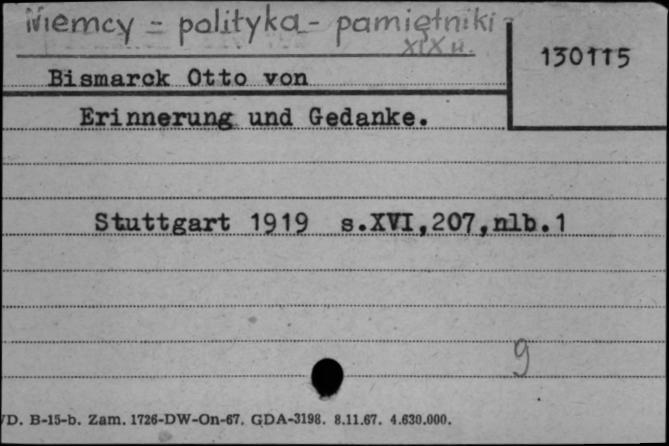 Niemcy - polityka - pamiętniki -
XIX w.
130115
Bismarck Otto von
Erinnerung und Gedanke.
Stuttgart 1919 s.XVI,207,nlb.1
9
/D. B-15-b. Zam. 1726-DW-On-67. GDA-3198. 8.11.67. 4.630.000.